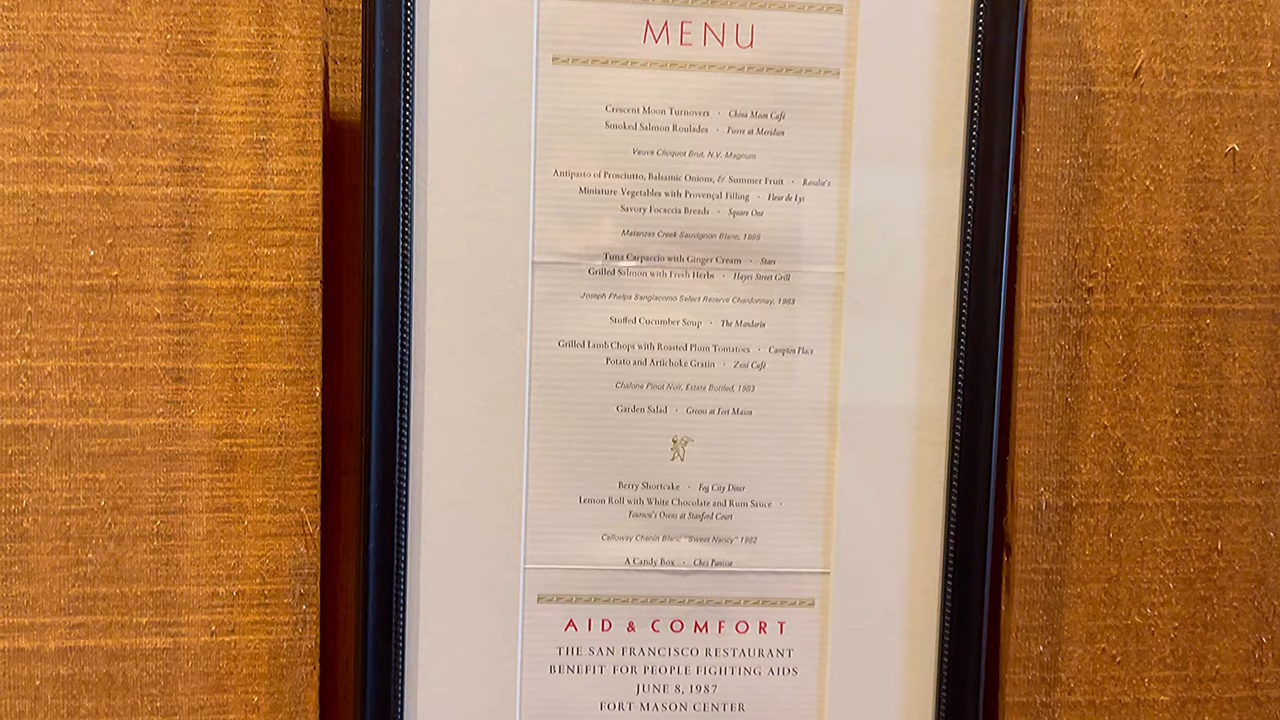 MENU
Crescent Moon Turnovers · China Moon Café
Smoked Salmon Roulades · Pierre at Meridien
Veuve Clicquot Brut, N.V. Magnum
Antipasto of Prosciutto, Balsamic Onions, & Summer Fruit · Rosalie's
Miniature Vegetables with Provençal Filling · Fleur de Lys
Savory Focaccia Breads · Square One
Matanzas Creek Sauvignon Blanc, 1985
Tuna Carpaccio with Ginger Cream · Stars
Grilled Salmon with Fresh Herbs · Hayes Street Grill
Joseph Phelps Sangiacomo Select Reserve Chardonnay, 1983
Stuffed Cucumber Soup · The Mandarin
Grilled Lamb Chops with Roasted Plum Tomatoes · Campton Place
Potato and Artichoke Gratin · Zuni Café
Chalone Pinot Noir, Estate Bottled, 1983
Garden Salad · Greens at Fort Mason
Berry Shortcake · Fog City Diner
Lemon Roll with White Chocolate and Rum Sauce ·
Fournou's Ovens at Stanford Court
Calloway Chenin Blanc "Sweet Nancy" 1982
A Candy Box · Chez Panisse
AID & COMFORT
THE SAN FRANCISCO RESTAURANT
BENEFIT FOR PEOPLE FIGHTING AIDS
JUNE 8, 1987
FORT MASON CENTER